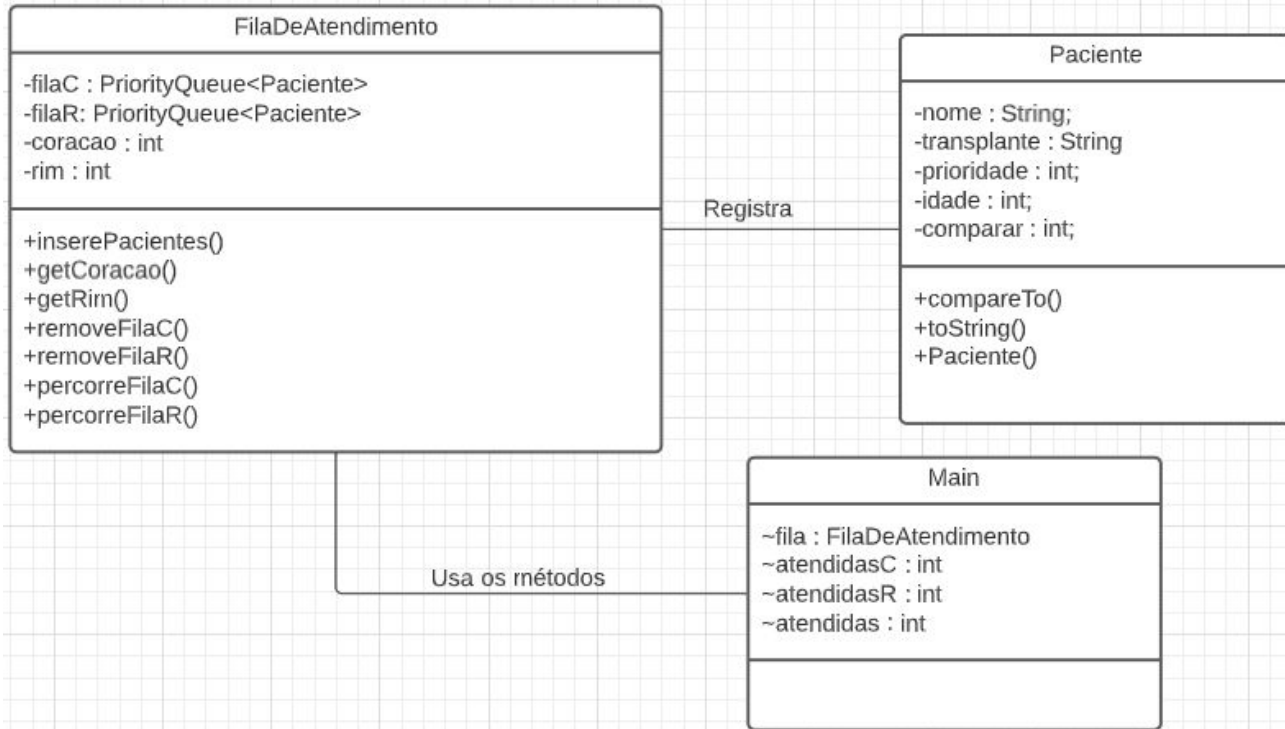 FilaDeAtendimento
-filaC : PriorityQueue<Paciente>
-filaR: PriorityQueue<Paciente>
-coracao : int
-rim : int
+inserePacientes()
+getCoracao()
+getRim()
+removeFilaC()
+removeFilaR()
+percorreFilaC()
+percorreFilaR()
Registra
Paciente
-nome : String;
-transplante : String
-prioridade : int;
-idade : int;
-comparar : int;
+compareTo()
+toString()
+Paciente()
Usa os métodos
Main
~fila : FilaDeAtendimento
~atendidasC : int
~atendidasR : int
~atendidas : int